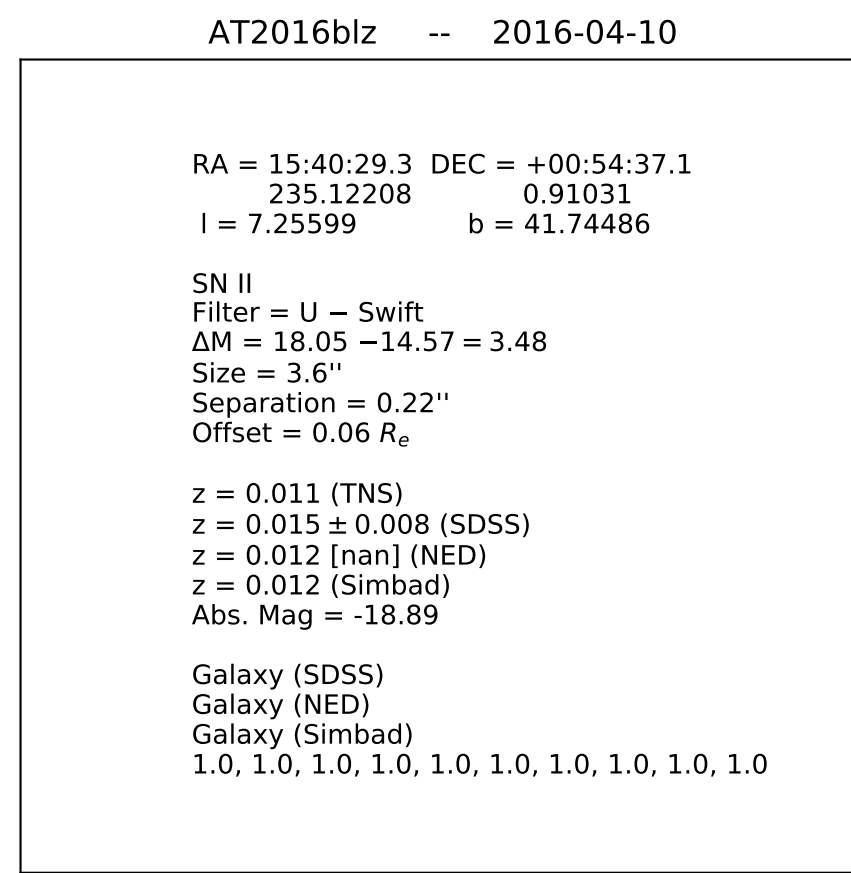 AT2016blz -- 2016-04-10
RA = 15:40:29.3 DEC = +00:54:37.1
235.12208 0.91031
l = 7.25599 b = 41.74486
SN II
Filter = U − Swift
ΔM = 18.05 −14.57 = 3.48
Size = 3.6''
Separation = 0.22''
Offset = 0.06 Rₑ
z = 0.011 (TNS)
z = 0.015 ± 0.008 (SDSS)
z = 0.012 [nan] (NED)
z = 0.012 (Simbad)
Abs. Mag = -18.89
Galaxy (SDSS)
Galaxy (NED)
Galaxy (Simbad)
1.0, 1.0, 1.0, 1.0, 1.0, 1.0, 1.0, 1.0, 1.0, 1.0